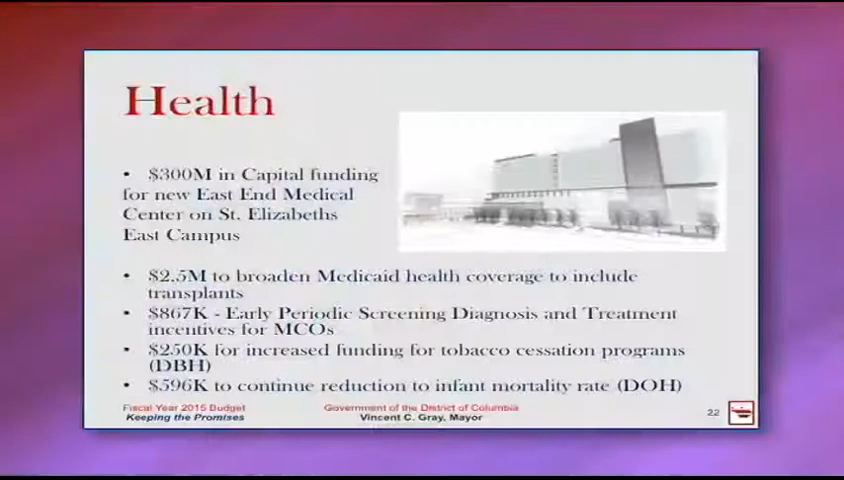 Health
• $300M in Capital funding
for new East End Medical
Center on St. Elizabeths
East Campus
• $2.5M to broaden Medicaid health coverage to include
transplants
• $867K - Early Periodic Screening Diagnosis and Treatment
incentives for MCOs
• $250K for increased funding for tobacco cessation programs
(DBH)
• $596K to continue reduction to infant mortality rate (DOH)
Fiscal Year 2015 Budget
Keeping the Promises
Government of the District of Columbia
Vincent C. Gray, Mayor
22